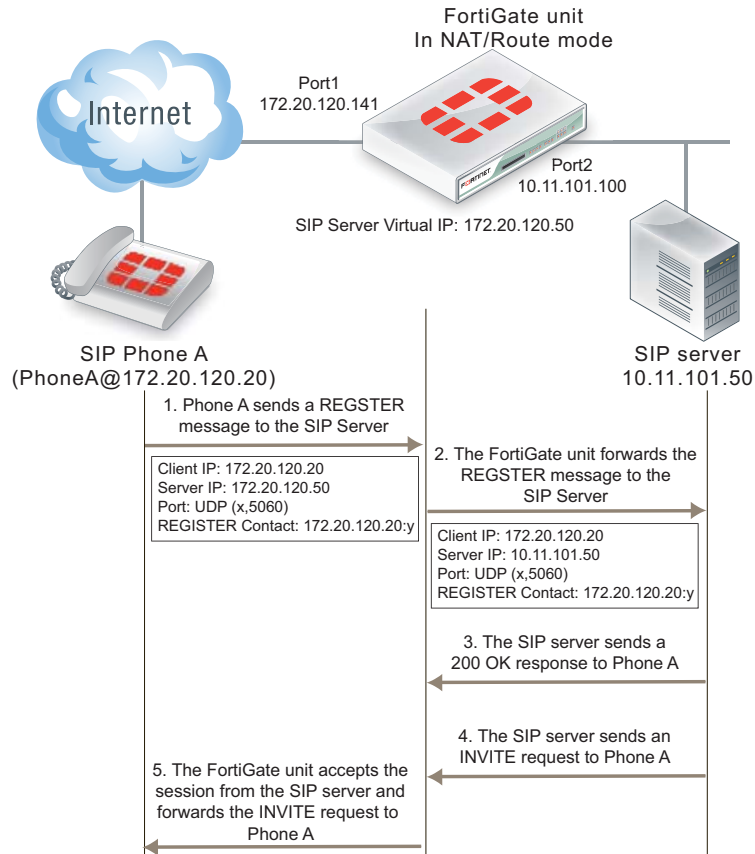 FortiGate unit
In NAT/Route mode
Port1
172.20.120.141
Internet
FORTINET
Port2
10.11.101.100
SIP Server Virtual IP: 172.20.120.50
SIP Phone A
(PhoneA@172.20.120.20)
SIP server
10.11.101.50
1. Phone A sends a REGSTER
message to the SIP Server
Client IP: 172.20.120.20
Server IP: 172.20.120.50
Port: UDP (x,5060)
REGISTER Contact: 172.20.120.20:y
2. The FortiGate unit forwards the
REGSTER message to the
SIP Server
Client IP: 172.20.120.20
Server IP: 10.11.101.50
Port: UDP (x,5060)
REGISTER Contact: 172.20.120.20:y
3. The SIP server sends a
200 OK response to Phone A
4. The SIP server sends an
INVITE request to Phone A
5. The FortiGate unit accepts the
session from the SIP server and
forwards the INVITE request to
Phone A